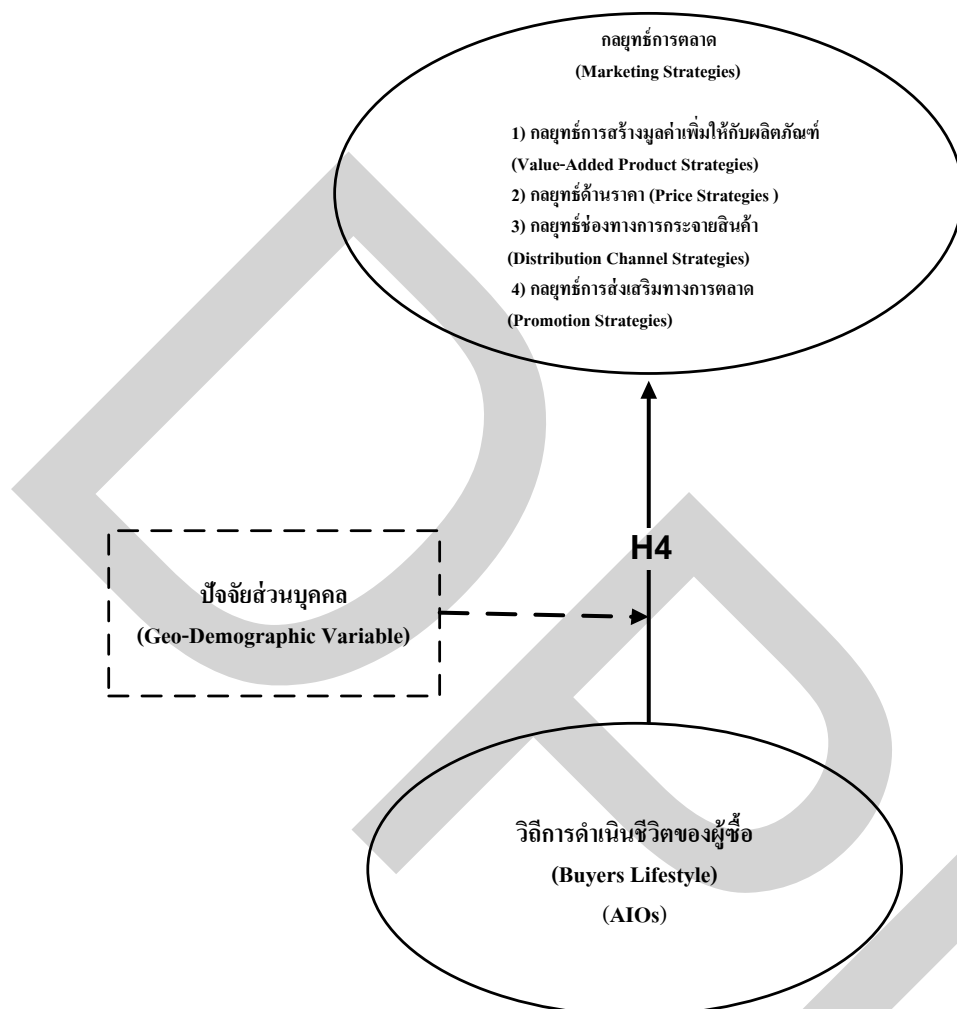 กลยุทธ์การตลาด
(Marketing Strategies)
1) กลยุทธ์การสร้างมูลค่าเพิ่มให้กับผลิตภัณฑ์
(Value-Added Product Strategies)
2) กลยุทธ์ด้านราคา (Price Strategies )
3) กลยุทธ์ช่องทางการกระจายสินค้า
(Distribution Channel Strategies)
4) กลยุทธ์การส่งเสริมทางการตลาด
(Promotion Strategies)
H4
ปัจจัยส่วนบุคคล
(Geo-Demographic Variable)
วิถีการดำเนินชีวิตของผู้ซื้อ
(Buyers Lifestyle)
(AIOs)